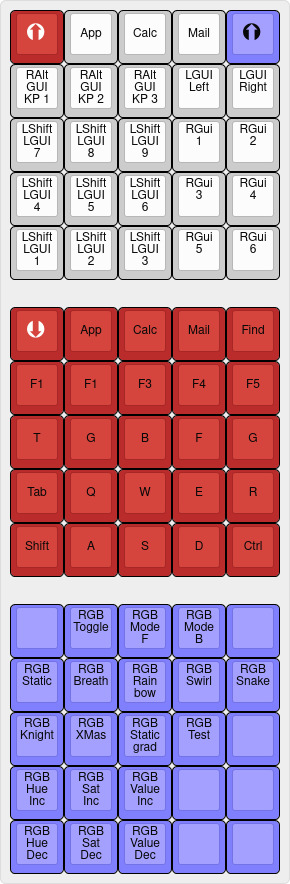 App Calc Mail
RAlt GUI KP 1 RAlt GUI KP 2 RAlt GUI KP 3 LGUI Left LGUI Right
LShift LGUI 7 LShift LGUI 8 LShift LGUI 9 RGui 1 RGui 2
LShift LGUI 4 LShift LGUI 5 LShift LGUI 6 RGui 3 RGui 4
LShift LGUI 1 LShift LGUI 2 LShift LGUI 3 RGui 5 RGui 6
App Calc Mail Find
F1 F1 F3 F4 F5
T G B F G
Tab Q W E R
Shift A S D Ctrl
RGB Toggle RGB Mode F RGB Mode B
RGB Static RGB Breath RGB Rain bow RGB Swirl RGB Snake
RGB Knight RGB XMas RGB Static grad RGB Test
RGB Hue Inc RGB Sat Inc RGB Value Inc
RGB Hue Dec RGB Sat Dec RGB Value Dec